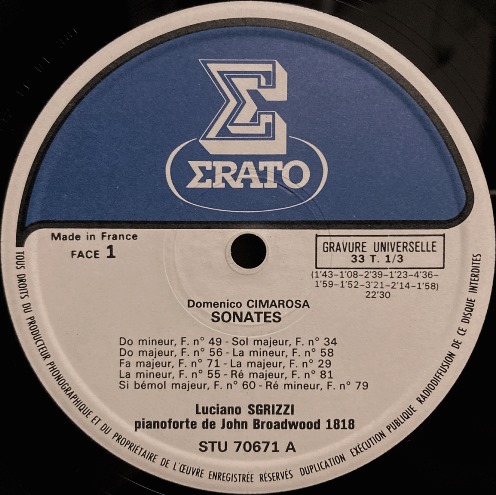 Σ
ΣRATO
Made in France
FACE 1
GRAVURE UNIVERSELLE
33 T. 1/3
(1'43-1'08-2'39-1'23-4'36-
1'59-1'52-3'21-2'14-1'58)
22'30
Domenico CIMAROSA
SONATES
Do mineur, F. n° 49 - Sol majeur, F. n° 34
Do majeur, F. n° 56 - La mineur, F. n° 58
Fa majeur, F. n° 71 - La majeur, F. n° 29
La mineur, F. n° 55 - Ré majeur, F. n° 81
Si bémol majeur, F. n° 60 - Ré mineur, F. n° 79
Luciano SGRIZZI
pianoforte de John Broadwood 1818
STU 70671 A
TOUS DROITS DU PRODUCTEUR PHONOGRAPHIQUE ET DU PROPRIETAIRE DE L'ŒUVRE ENREGISTRÉE RÉSERVÉS DUPLICATION, EXÉCUTION PUBLIQUE RADIODIFFUSION DE CE DISQUE INTERDITES